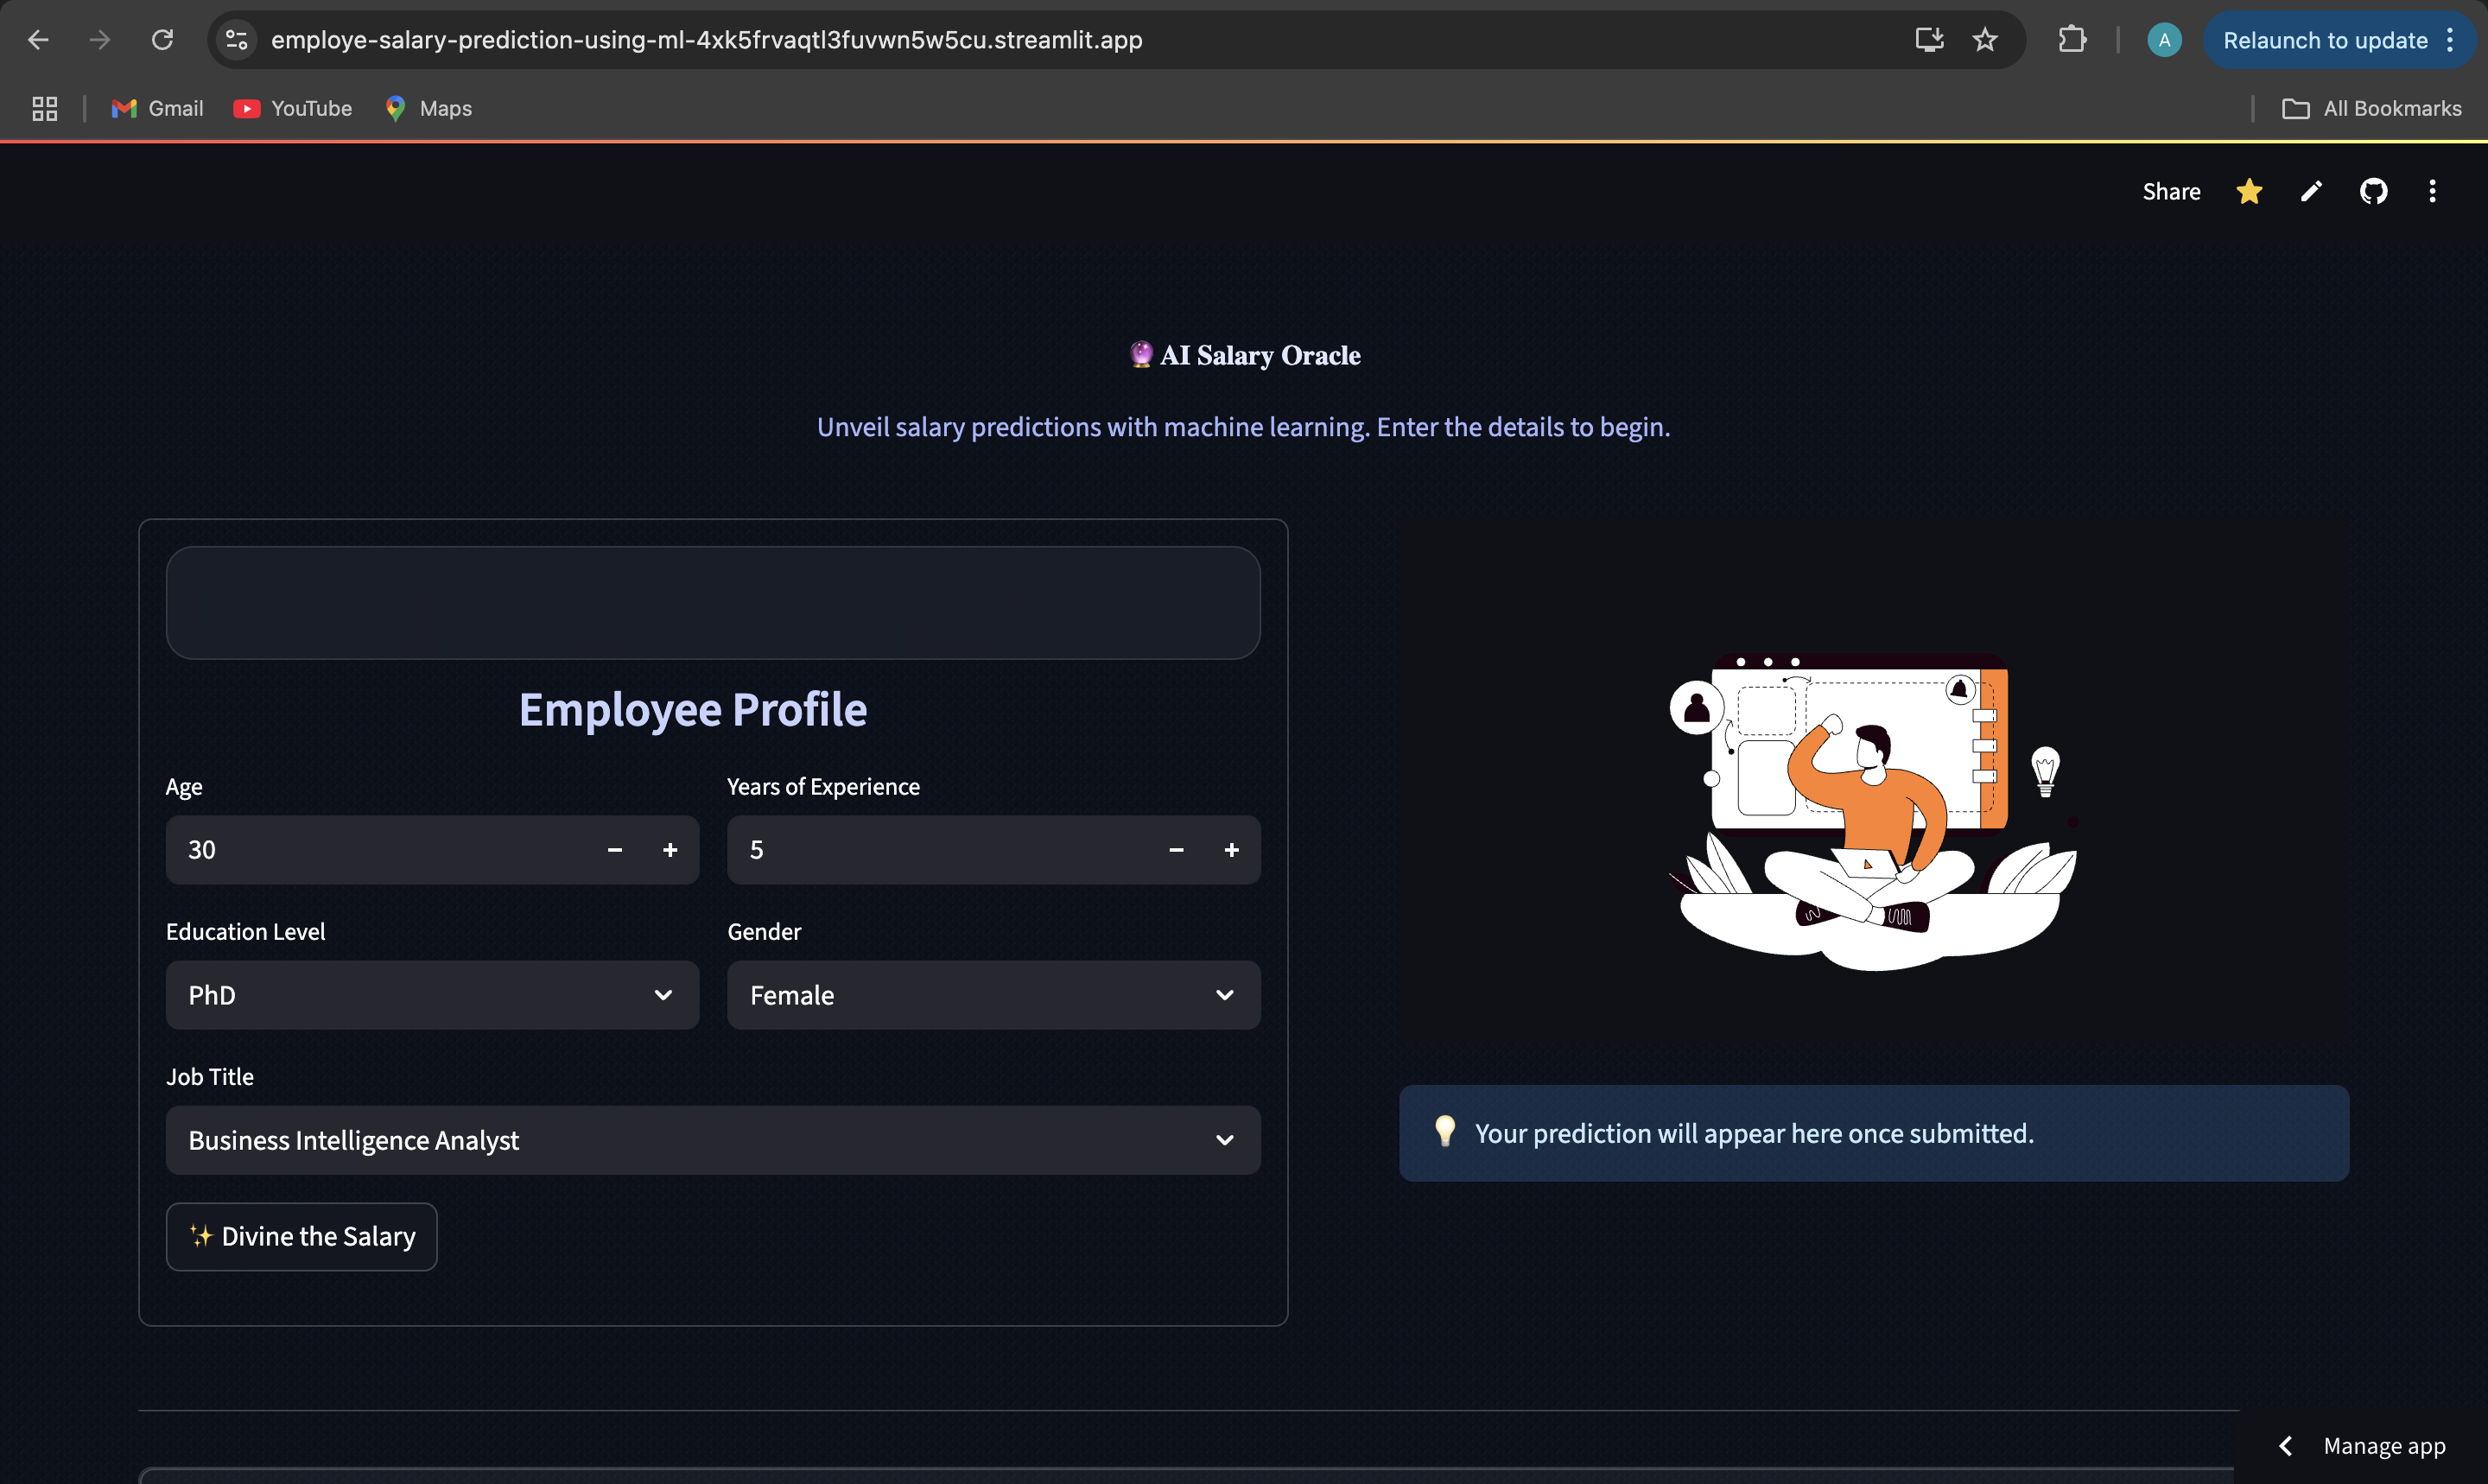 employe-salary-prediction-using-ml-4xk5frvaqtl3fuvwn5w5cu.streamlit.app
A
Relaunch to update
Gmail
YouTube
Maps
All Bookmarks
Share
🔮 AI Salary Oracle
Unveil salary predictions with machine learning. Enter the details to begin.
Employee Profile
Age
Years of Experience
30
5
Education Level
Gender
PhD
Female
Job Title
Business Intelligence Analyst
✨ Divine the Salary
💡 Your prediction will appear here once submitted.
Manage app